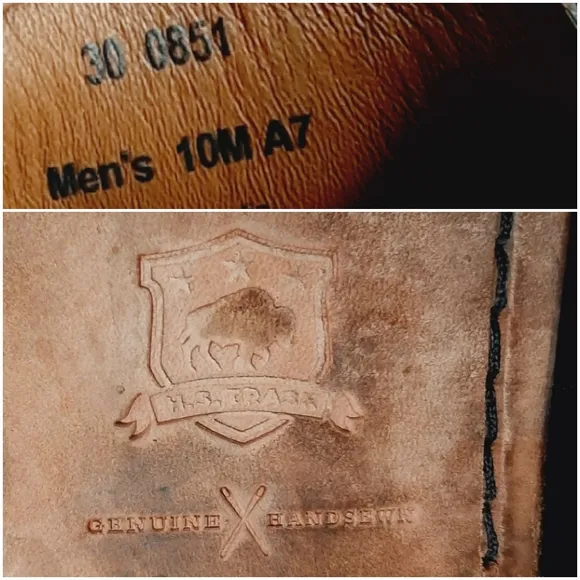 30 0851
Men's 10M A7
H.S. TRASK
GENUINE HANDSEWN